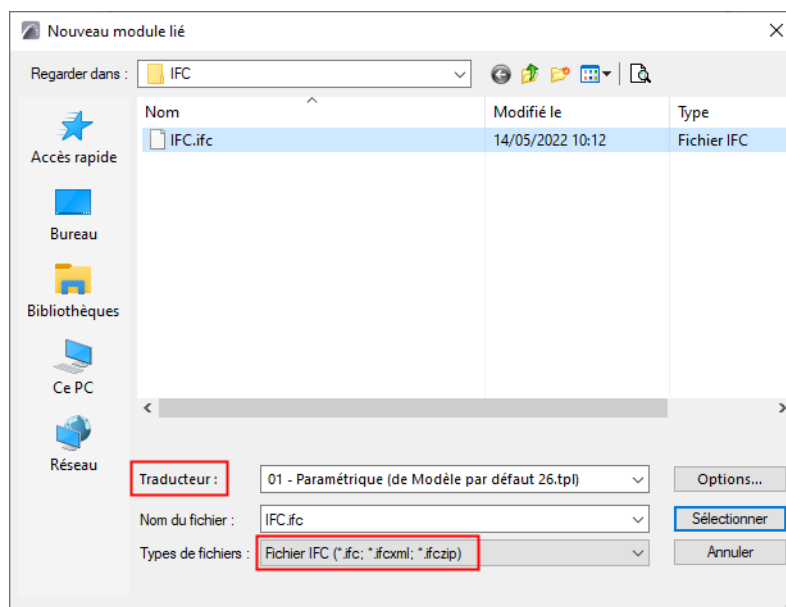 Nouveau module lié
Regarder dans :
IFC
Nom
Modifié le
Type
IFC.ifc
14/05/2022 10:12
Fichier IFC
Accès rapide
Bureau
Bibliothèques
Ce PC
Réseau
Traducteur :
01 - Paramétrique (de Modèle par défaut 26.tpl)
Options...
Nom du fichier :
IFC.ifc
Sélectionner
Types de fichiers :
Fichier IFC (*.ifc; *.ifcxml; *.ifczip)
Annuler